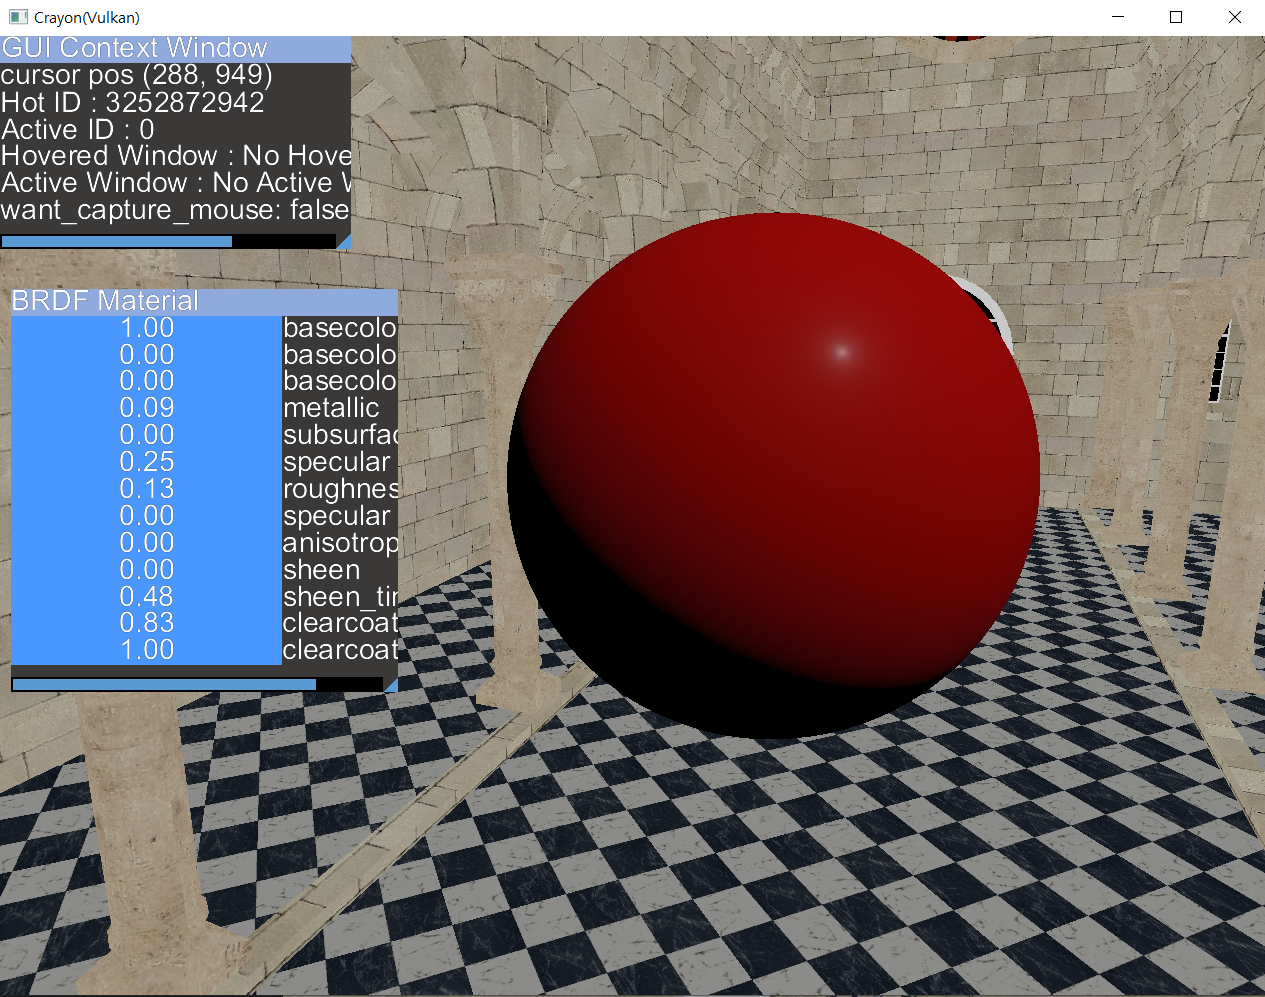 Crayon(Vulkan)
GUI Context Window
cursor pos (288, 949)
Hot ID : 3252872942
Active ID : 0
Hovered Window : No Hove
Active Window : No Active
want_capture_mouse: false
BRDF Material
1.00 basecolo
0.00 basecolo
0.00 basecolo
0.09 metallic
0.00 subsurfac
0.25 specular
0.13 roughnes
0.00 specular
0.00 anisotrop
0.00 sheen
0.48 sheen_tin
0.83 clearcoat
1.00 clearcoat